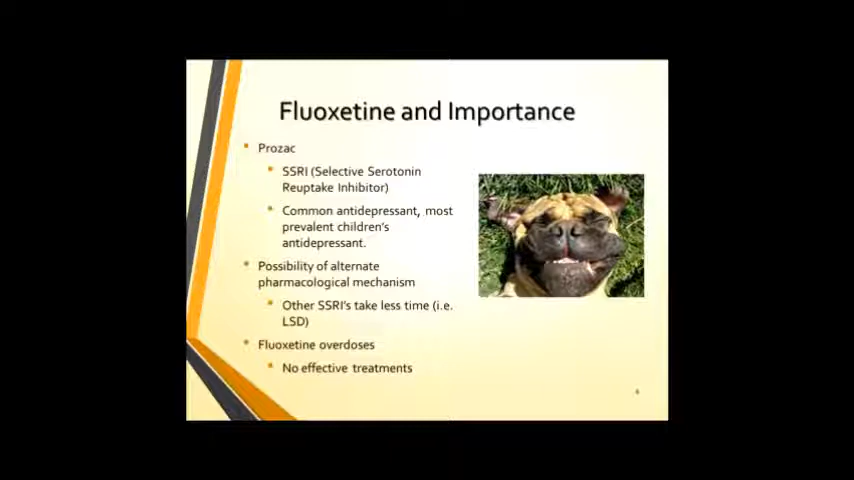 Fluoxetine and Importance
Prozac
SSRI (Selective Serotonin
Reuptake Inhibitor)
Common antidepressant, most
prevalent children's
antidepressant.
Possibility of alternate
pharmacological mechanism
Other SSRI's take less time (i.e.
LSD)
Fluoxetine overdoses
No effective treatments